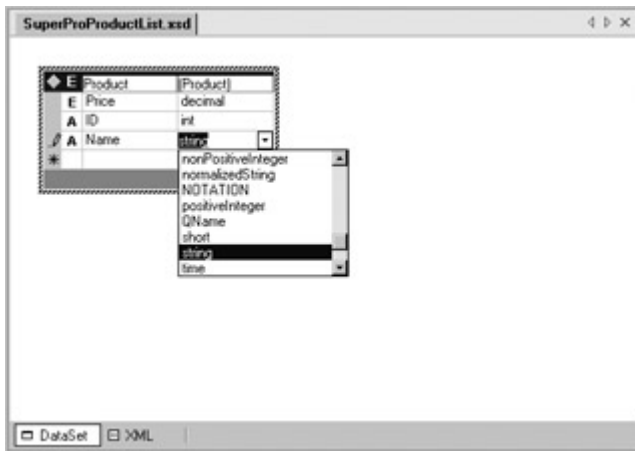 SuperProProductList.xsd
E Product (Product)
E Price decimal
A ID int
A Name string
nonPositiveInteger
normalizedString
NOTATION
positiveInteger
QName
short
string
time
DataSet XML